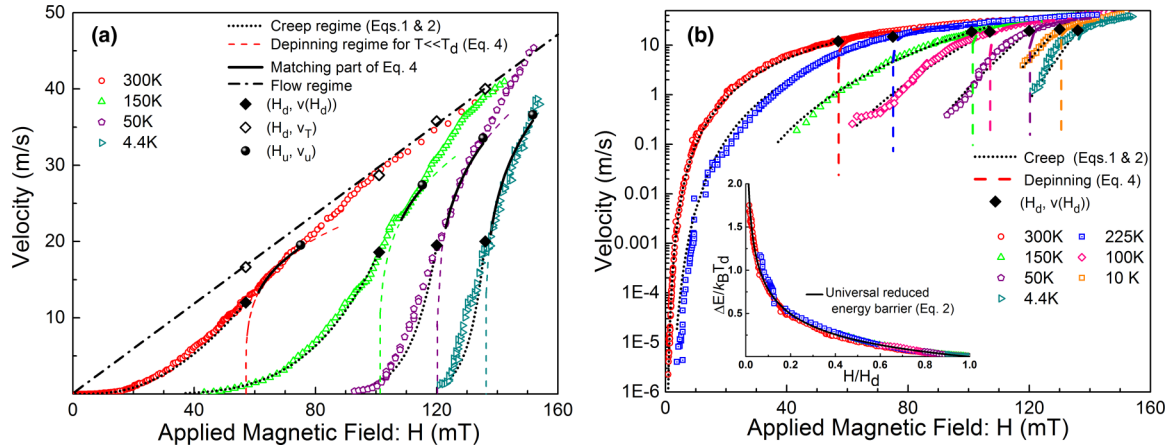 (a)
Creep regime (Eqs.1 & 2)
Depinning regime for T<<T_d (Eq. 4)
Matching part of Eq. 4
Flow regime
(H_d, v(H_d))
(H_d, v_T)
(H_u, v_u)
300K
150K
50K
4.4K
Velocity (m/s)
50
40
30
20
10
0 40 80 120 160
Applied Magnetic Field: H (mT)
(b)
Velocity (m/s)
10
1
0.1
0.01
0.001
1E-4
1E-5
1E-6
0 40 80 120 160
Applied Magnetic Field: H (mT)
Creep (Eqs.1 & 2)
Depinning (Eq. 4)
(H_d, v(H_d))
300K 225K
150K 100K
50K 10 K
4.4K
ΔE/k_BT_d
2
1.5
1
0.5
0.0 0.2 0.4 0.6 0.8 1.0
H/H_d
Universal reduced
energy barrier (Eq. 2)